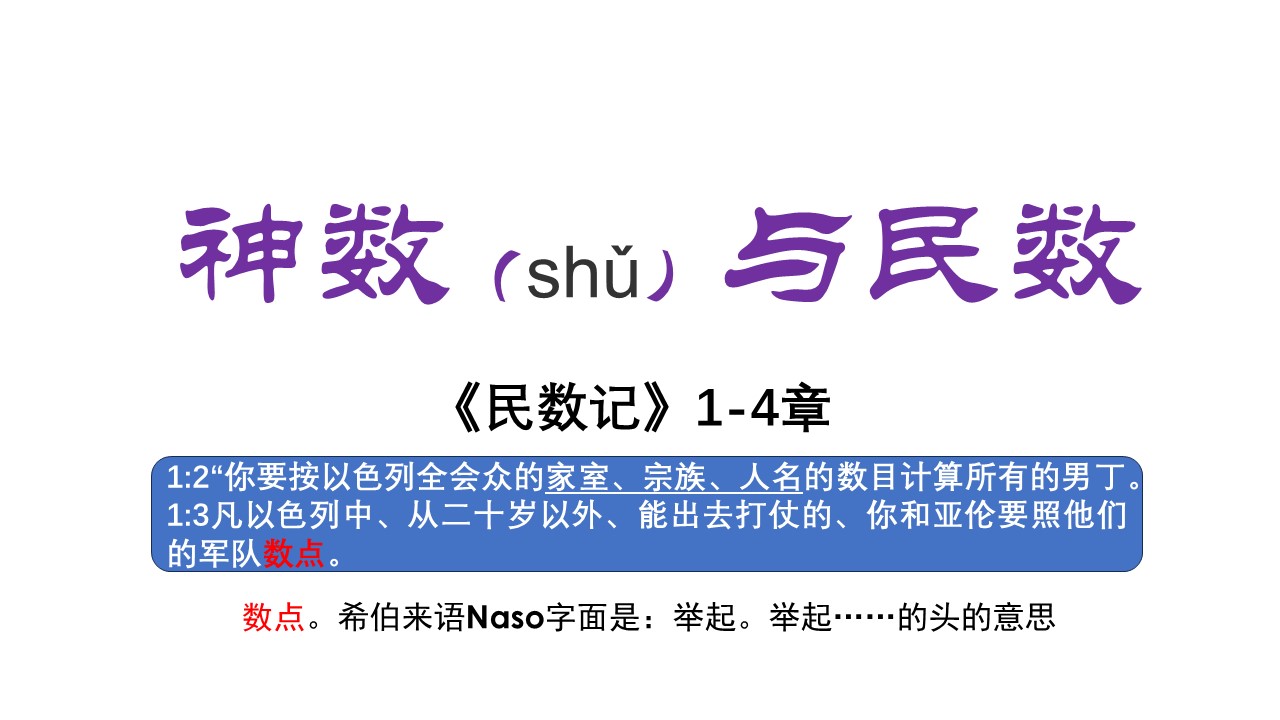 神数（shǔ）与民数
《民数记》1-4章
1:2“你要按以色列全会众的家室、宗族、人名的数目计算所有的男丁。
1:3凡以色列中、从二十岁以外、能出去打仗的、你和亚伦要照他们
的军队数点。
数点。希伯来语Naso字面是：举起。举起……的头的意思